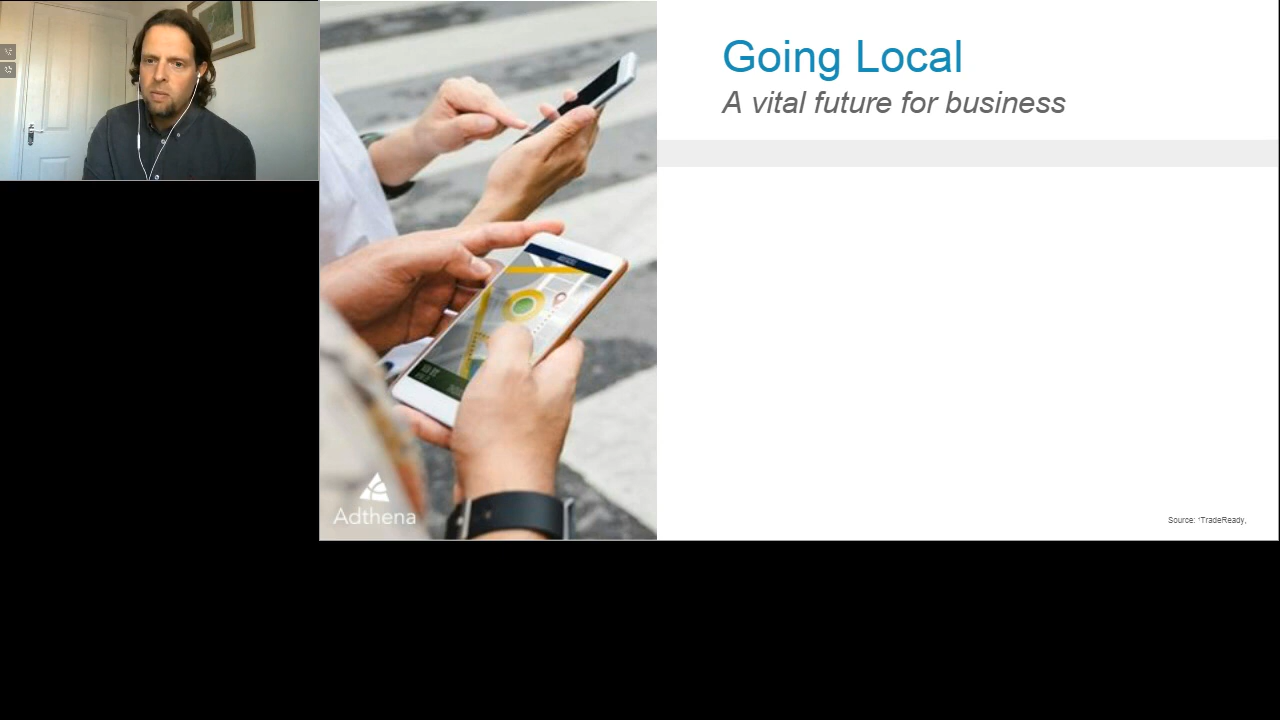 Going Local
A vital future for business
Adthena
Source: *TradeReady,